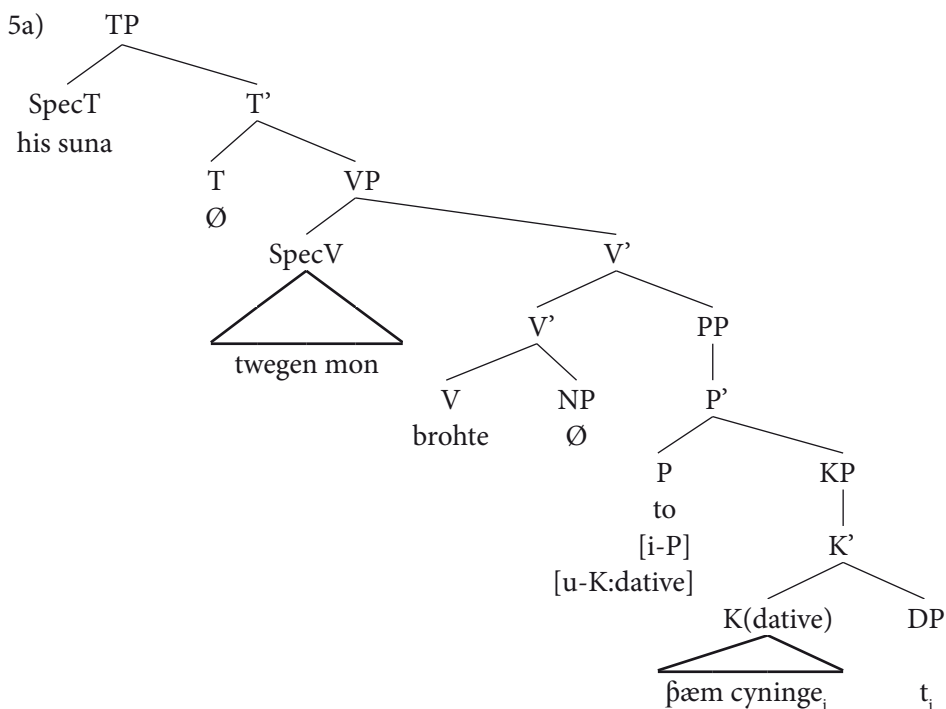 5a) TP
SpecT T’
his suna
T VP
Ø
SpecV V’
twegen mon
V’ PP
V NP P’
brohte Ø
P KP
to
[i-P] K’
[u-K:dative]
K(dative) DP
βæm cyningeᵢ tᵢ